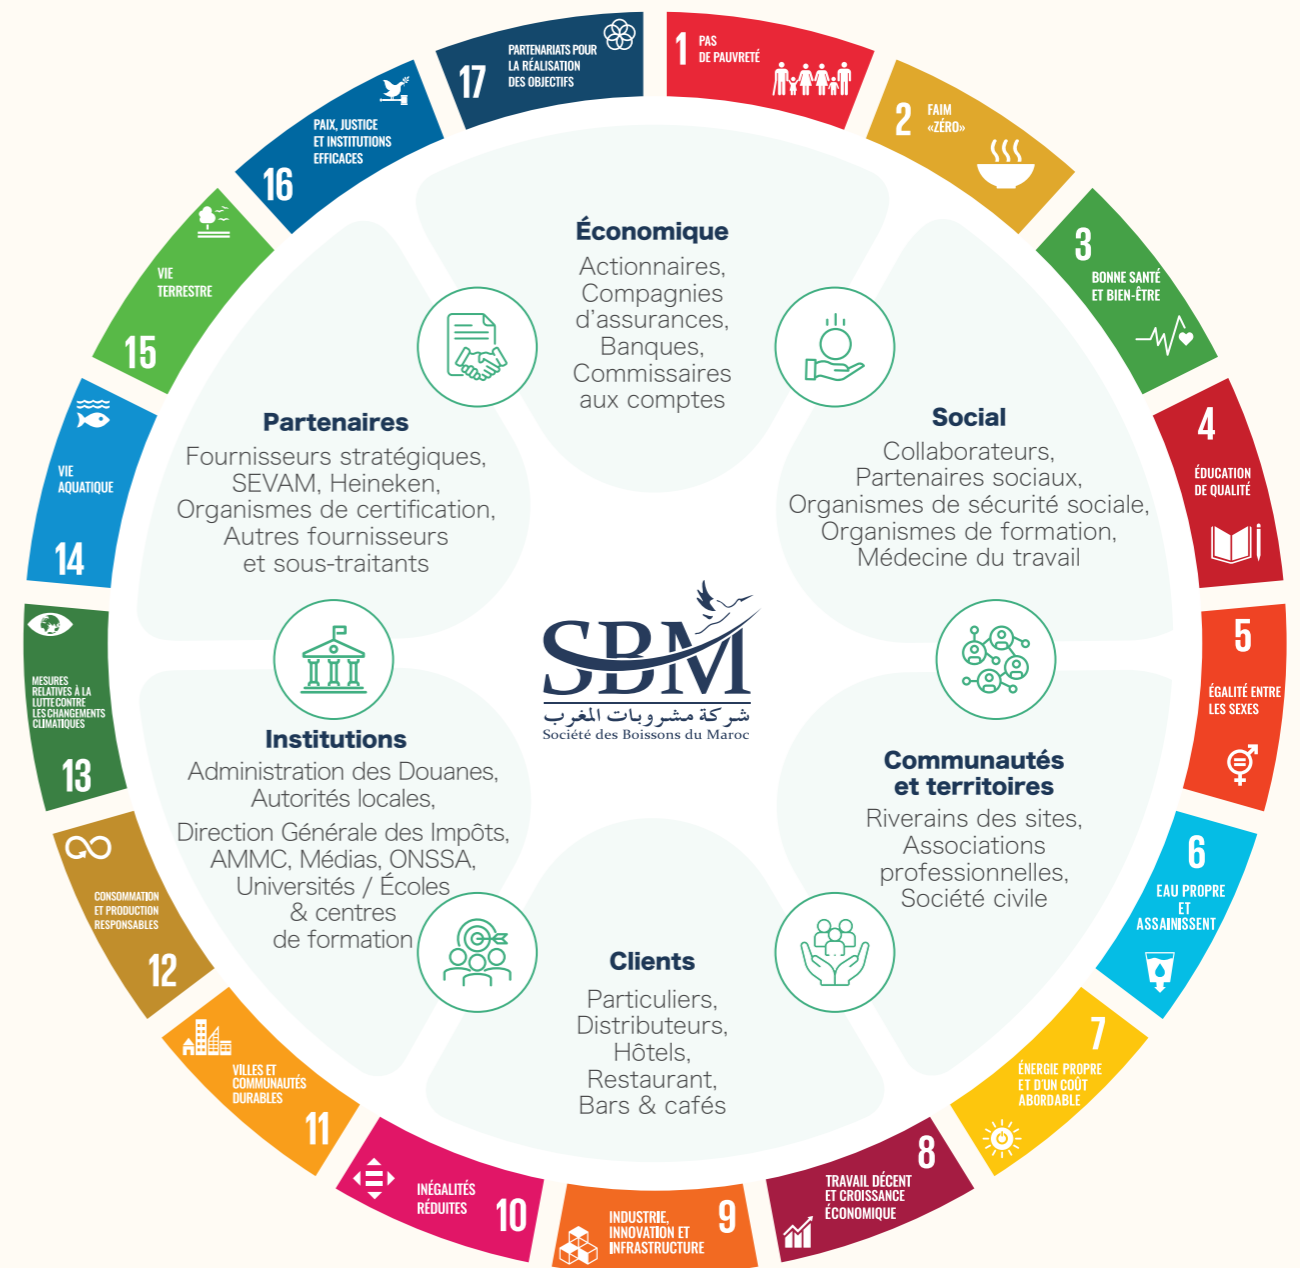 1
PAS
DE PAUVRETÉ
2
FAIM
«ZÉRO»
3
BONNE SANTÉ
ET BIEN-ÊTRE
4
ÉDUCATION
DE QUALITÉ
5
ÉGALITÉ ENTRE
LES SEXES
6
EAU PROPRE
ET
ASSAINISSENT
7
ÉNERGIE PROPRE
ET D'UN COÛT
ABORDABLE
8
TRAVAIL DÉCENT
ET CROISSANCE
ÉCONOMIQUE
9
INDUSTRIE,
INNOVATION ET
INFRASTRUCTURE
10
INÉGALITÉS
RÉDUITES
11
VILLES ET
COMMUNAUTÉS
DURABLES
12
CONSOMMATION
ET PRODUCTION
RESPONSABLES
13
MESURES
RELATIVES À LA
LUTTE CONTRE
LES CHANGEMENTS
CLIMATIQUES
14
VIE
AQUATIQUE
15
VIE
TERRESTRE
16
PAIX, JUSTICE
ET INSTITUTIONS
EFFICACES
17
PARTENARIATS POUR
LA RÉALISATION
DES OBJECTIFS
Économique
Actionnaires,
Compagnies
d'assurances,
Banques,
Commissaires
aux comptes
Social
Collaborateurs,
Partenaires sociaux,
Organismes de sécurité sociale,
Organismes de formation,
Médecine du travail
Communautés
et territoires
Riverains des sites,
Associations
professionnelles,
Société civile
Clients
Particuliers,
Distributeurs,
Hôtels,
Restaurant,
Bars & cafés
Institutions
Administration des Douanes,
Autorités locales,
Direction Générale des Impôts,
AMMC, Médias, ONSSA,
Universités / Écoles
& centres
de formation
Partenaires
Fournisseurs stratégiques,
SEVAM, Heineken,
Organismes de certification,
Autres fournisseurs
et sous-traitants
SBM
شركة مشروبات المغرب
Société des Boissons du Maroc